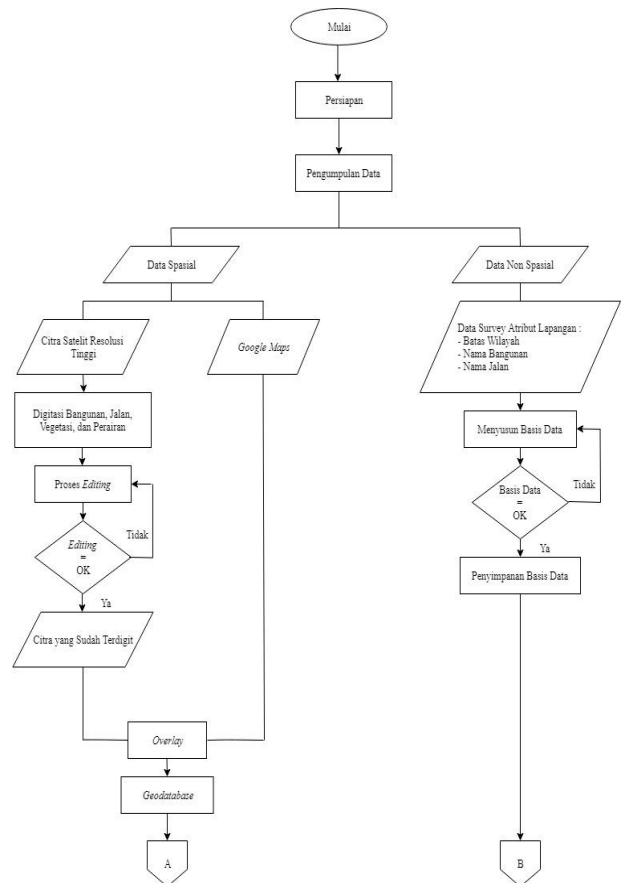 Mulai
Persiapan
Pengumpulan Data
Data Spasial
Data Non Spasial
Citra Satelit Resolusi
Tinggi
Google Maps
Data Survey Atribut Lapangan :
- Batas Wilayah
- Nama Bangunan
- Nama Jalan
Digitasi Bangunan, Jalan,
Vegetasi, dan Perairan
Menyusun Basis Data
Proses Editing
Basis Data
=
OK
Tidak
Editing
=
OK
Tidak
Ya
Ya
Penyimpanan Basis Data
Citra yang Sudah Terdigit
Overlay
Geodatabase
A
B